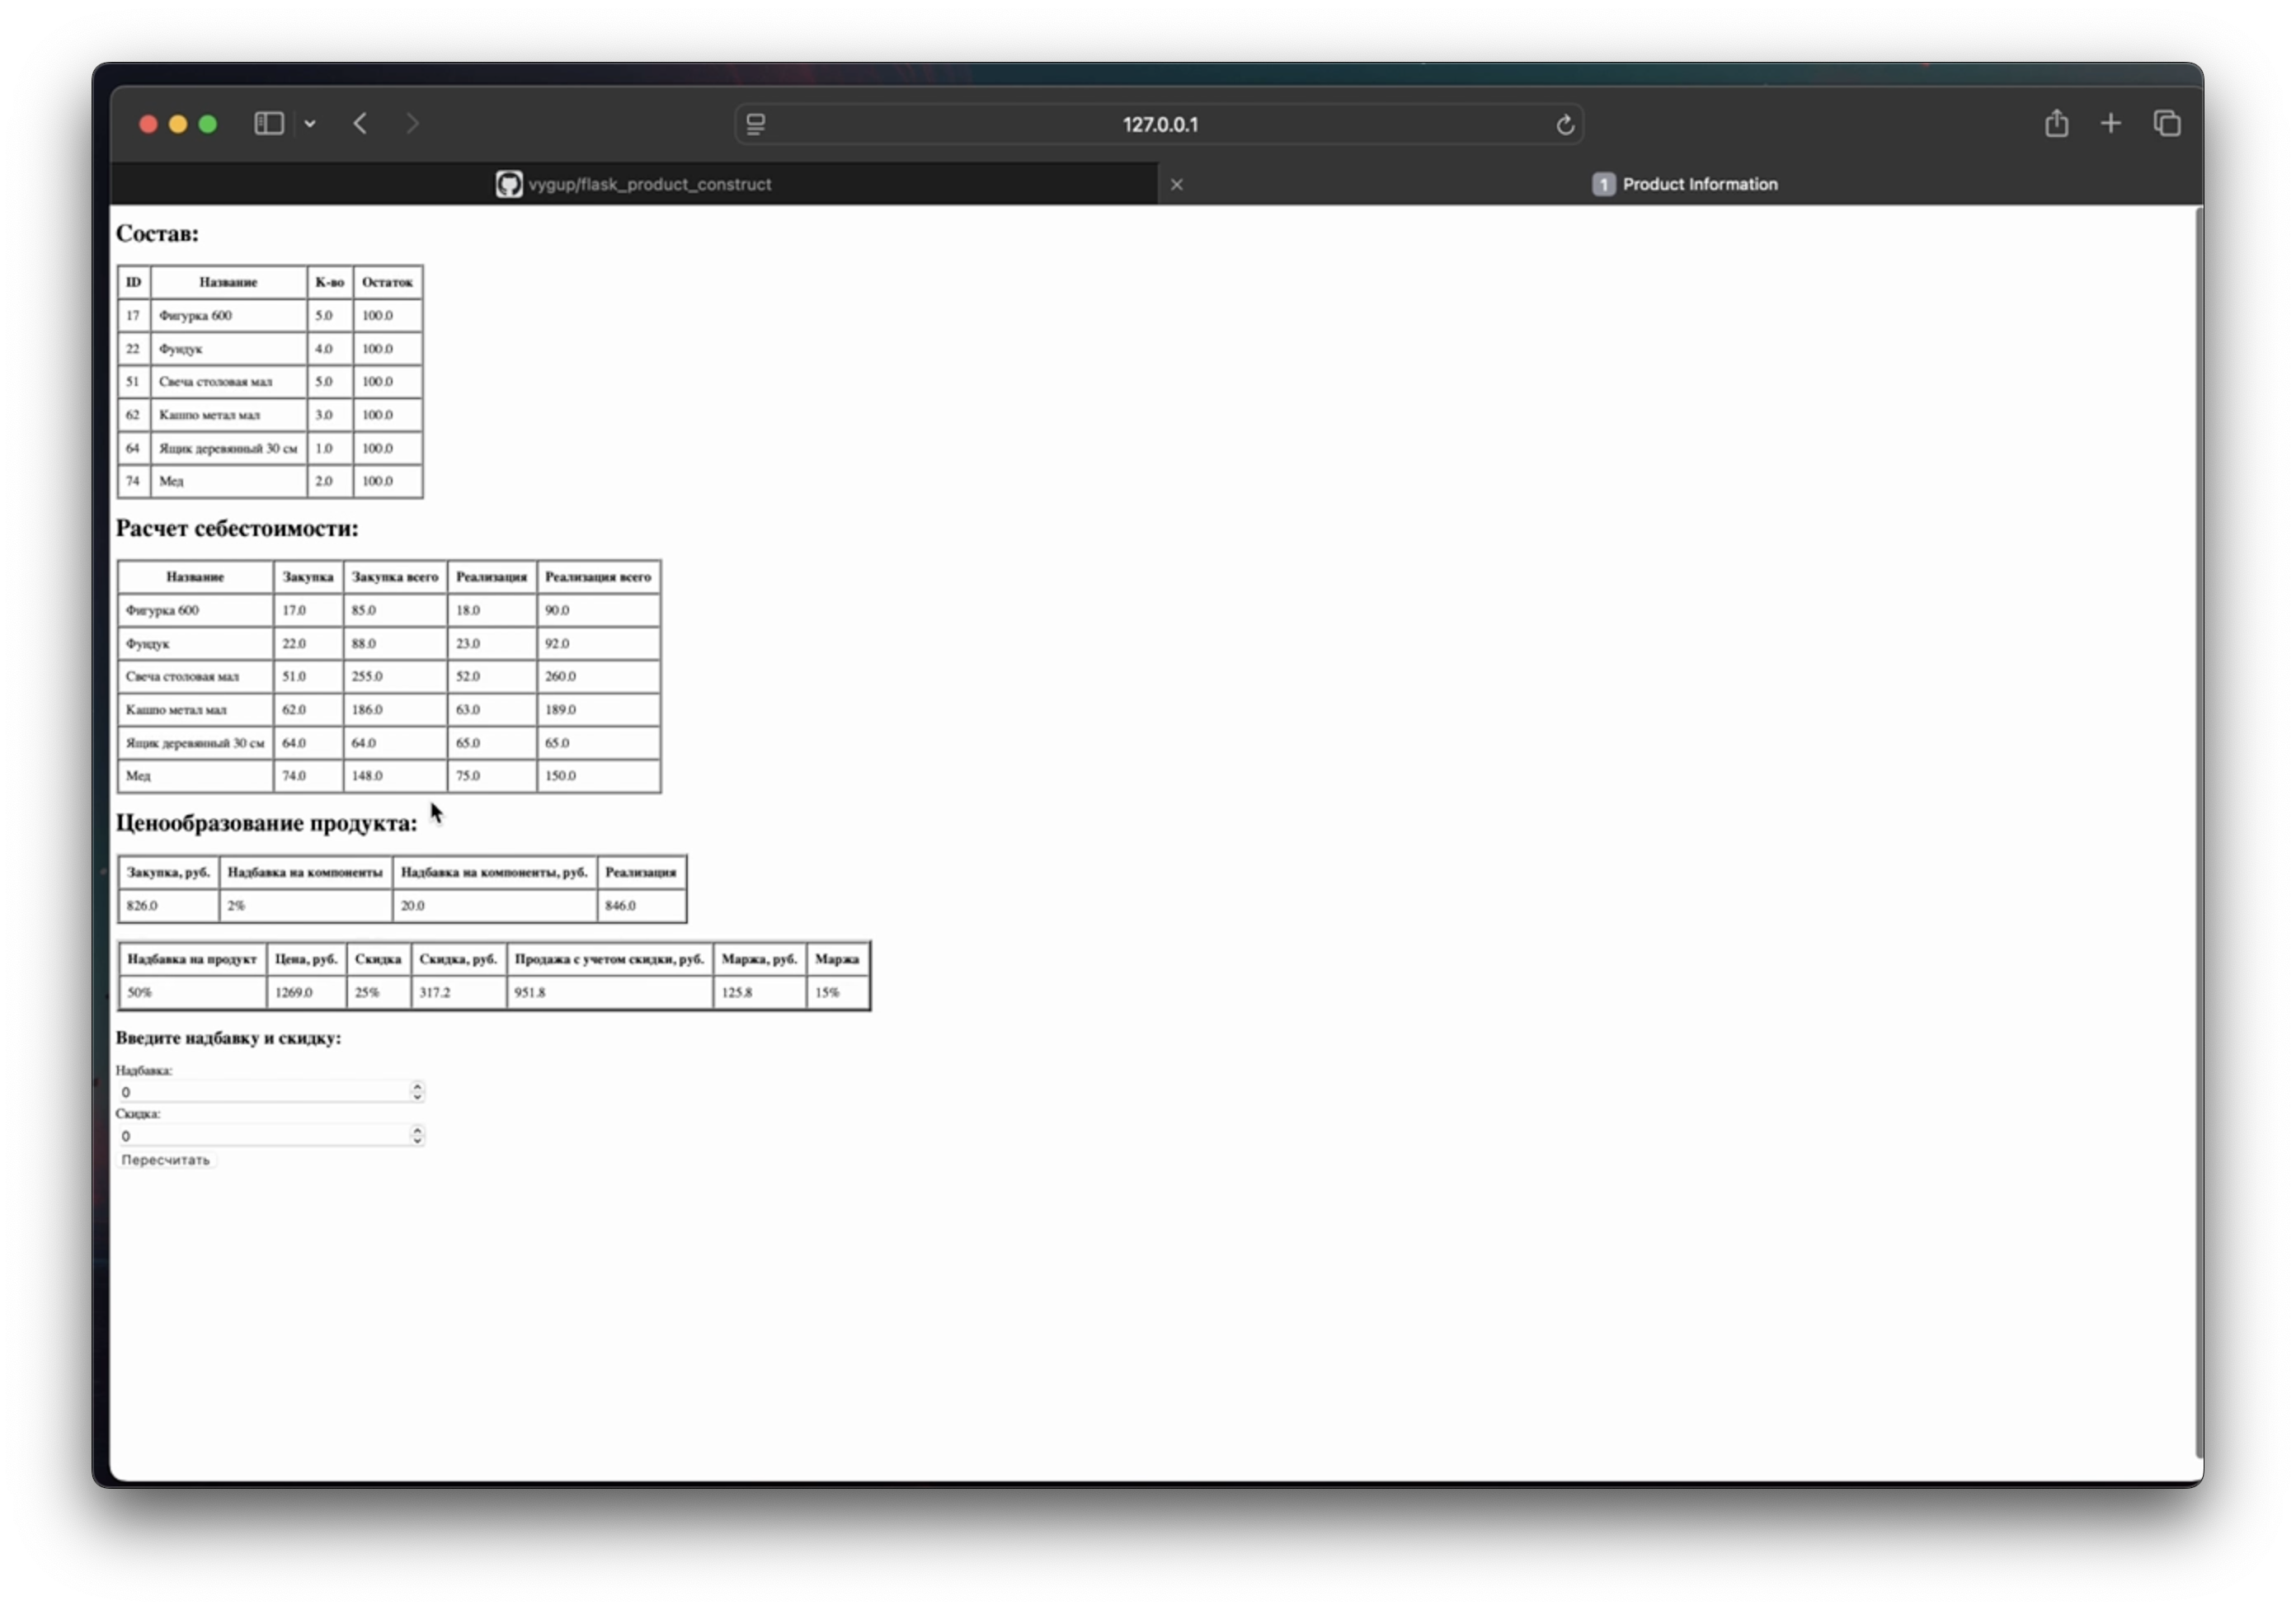 127.0.0.1
vygup/flask_product_construct
1 Product Information
Состав:
ID Название К-во Остаток
17 Фигурка 600 5.0 100.0
22 Фундук 4.0 100.0
51 Свеча столовая мал 5.0 100.0
62 Кашпо метал мал 3.0 100.0
64 Ящик деревянный 30 см 1.0 100.0
74 Мед 2.0 100.0
Расчет себестоимости:
Название Закупка Закупка всего Реализация Реализация всего
Фигурка 600 17.0 85.0 18.0 90.0
Фундук 22.0 88.0 23.0 92.0
Свеча столовая мал 51.0 255.0 52.0 260.0
Кашпо метал мал 62.0 186.0 63.0 189.0
Ящик деревянный 30 см 64.0 64.0 65.0 65.0
Мед 74.0 148.0 75.0 150.0
Ценообразование продукта:
Закупка, руб. Надбавка на компоненты Надбавка на компоненты, руб. Реализация
826.0 2% 20.0 846.0
Надбавка на продукт Цена, руб. Скидка Скидка, руб. Продажа с учетом скидки, руб. Маржа, руб. Маржа
50% 1269.0 25% 317.2 951.8 125.8 15%
Введите надбавку и скидку:
Надбавка:
0
Скидка:
0
Пересчитать